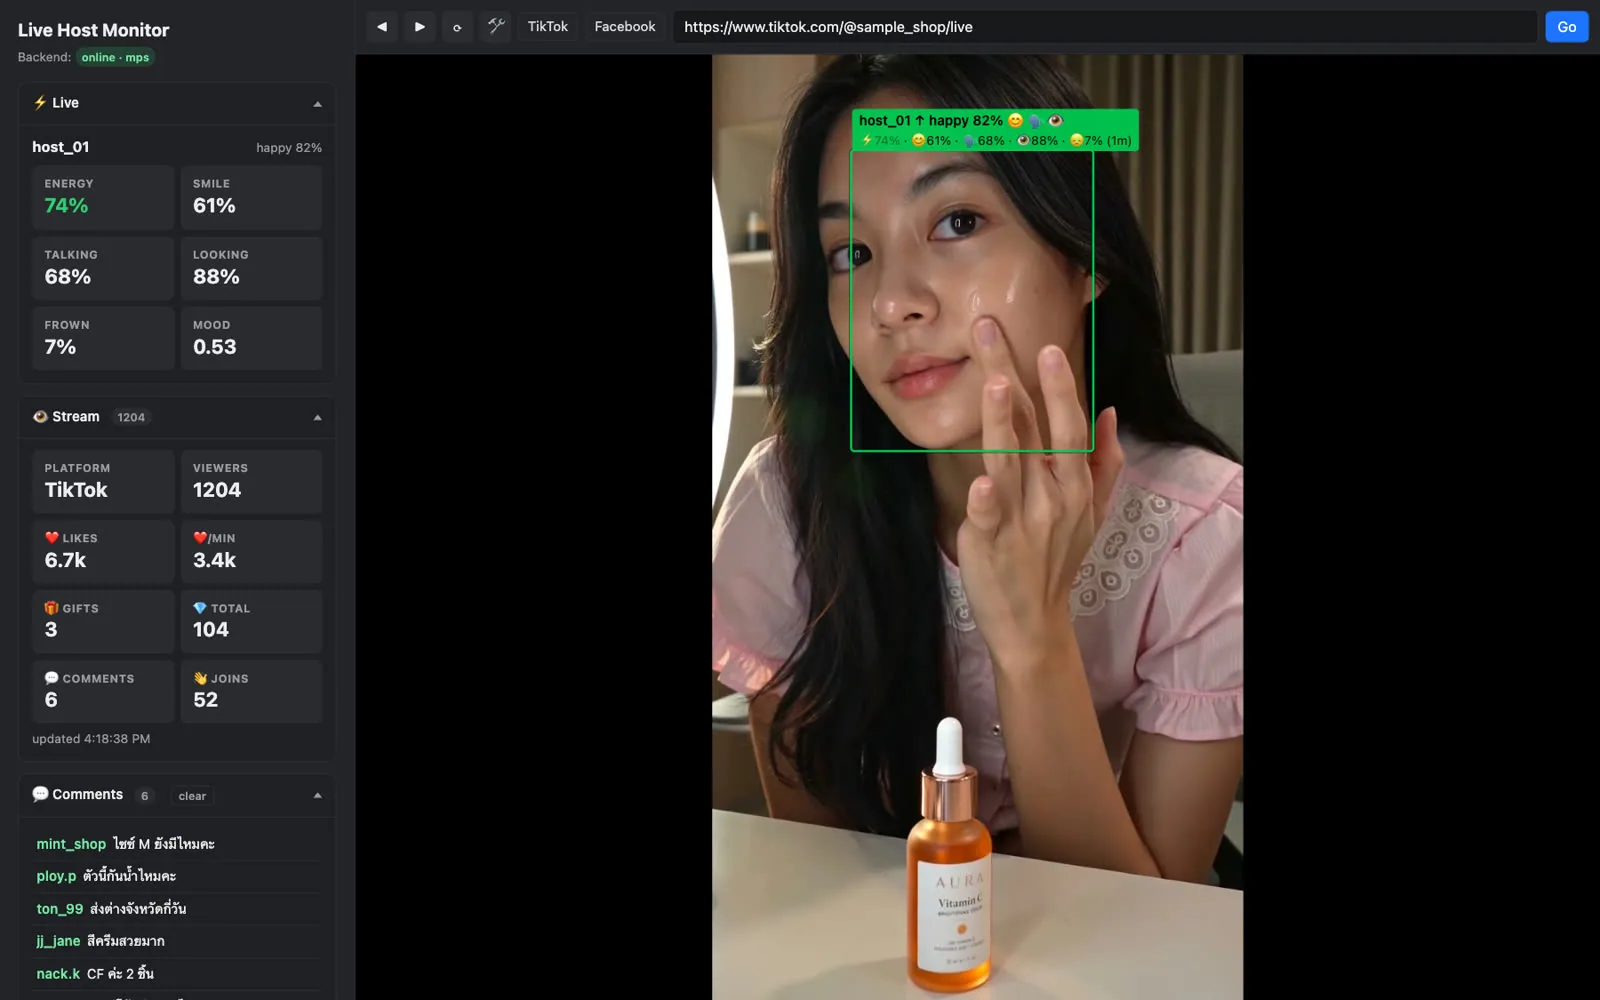 Live Host Monitor
Backend: online · mps
⚡ Live
host_01 happy 82%
ENERGY SMILE
74% 61%
TALKING LOOKING
68% 88%
FROWN MOOD
7% 0.53
Stream 1204
PLATFORM VIEWERS
TikTok 1204
❤️ LIKES ❤️/MIN
6.7k 3.4k
🎁 GIFTS 💎 TOTAL
3 104
💬 COMMENTS 👋 JOINS
6 52
updated 4:18:38 PM
💬 Comments 6 clear
mint_shop ไซซ์ M ยังมีไหมคะ
ploy.p ตัวนี้กันน้ำไหมคะ
ton_99 ส่งต่างจังหวัดกี่วัน
jj_jane สีครีมสวยมาก
nack.k CF ค่ะ 2 ชิ้น
TikTok Facebook https://www.tiktok.com/@sample_shop/live Go
host_01 ↑ happy 82% 😊 🗣️ 👁️
⚡74% · 😊61% · 🗣️68% · 👁️88% · 😞7% (1m)
AURA
Vitamin C